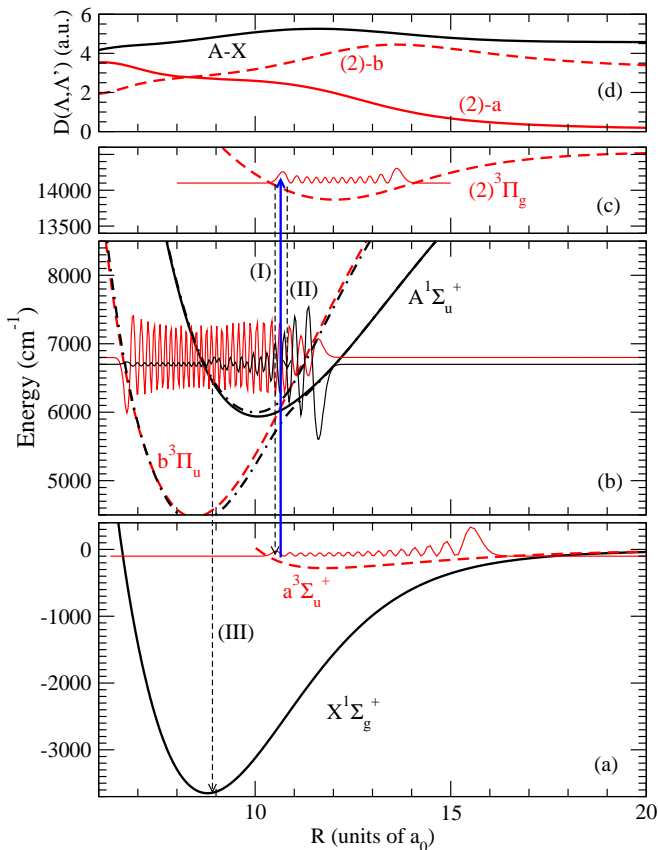 D(Λ,Λ') (a.u.)
6
4
2
0
A-X
(2)-b
(2)-a
(d)
14000
13500
(2)³Π_g
(c)
8000
7000
6000
5000
Energy (cm⁻¹)
(I)
(II)
A¹Σ_u⁺
b³Π_u
(b)
0
-1000
-2000
-3000
a³Σ_u⁺
(III)
X¹Σ_g⁺
(a)
10
15
20
R (units of a₀)